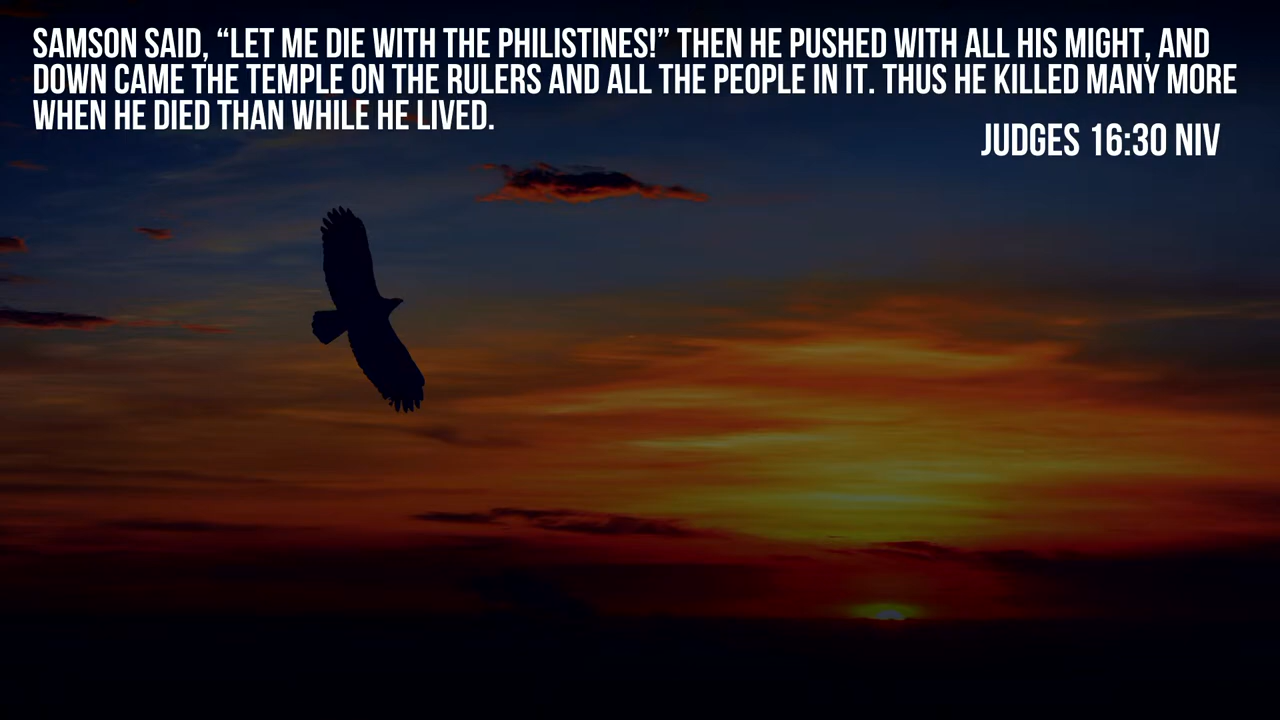 SAMSON SAID, “LET ME DIE WITH THE PHILISTINES!” THEN HE PUSHED WITH ALL HIS MIGHT, AND
DOWN CAME THE TEMPLE ON THE RULERS AND ALL THE PEOPLE IN IT. THUS HE KILLED MANY MORE
WHEN HE DIED THAN WHILE HE LIVED.
JUDGES 16:30 NIV